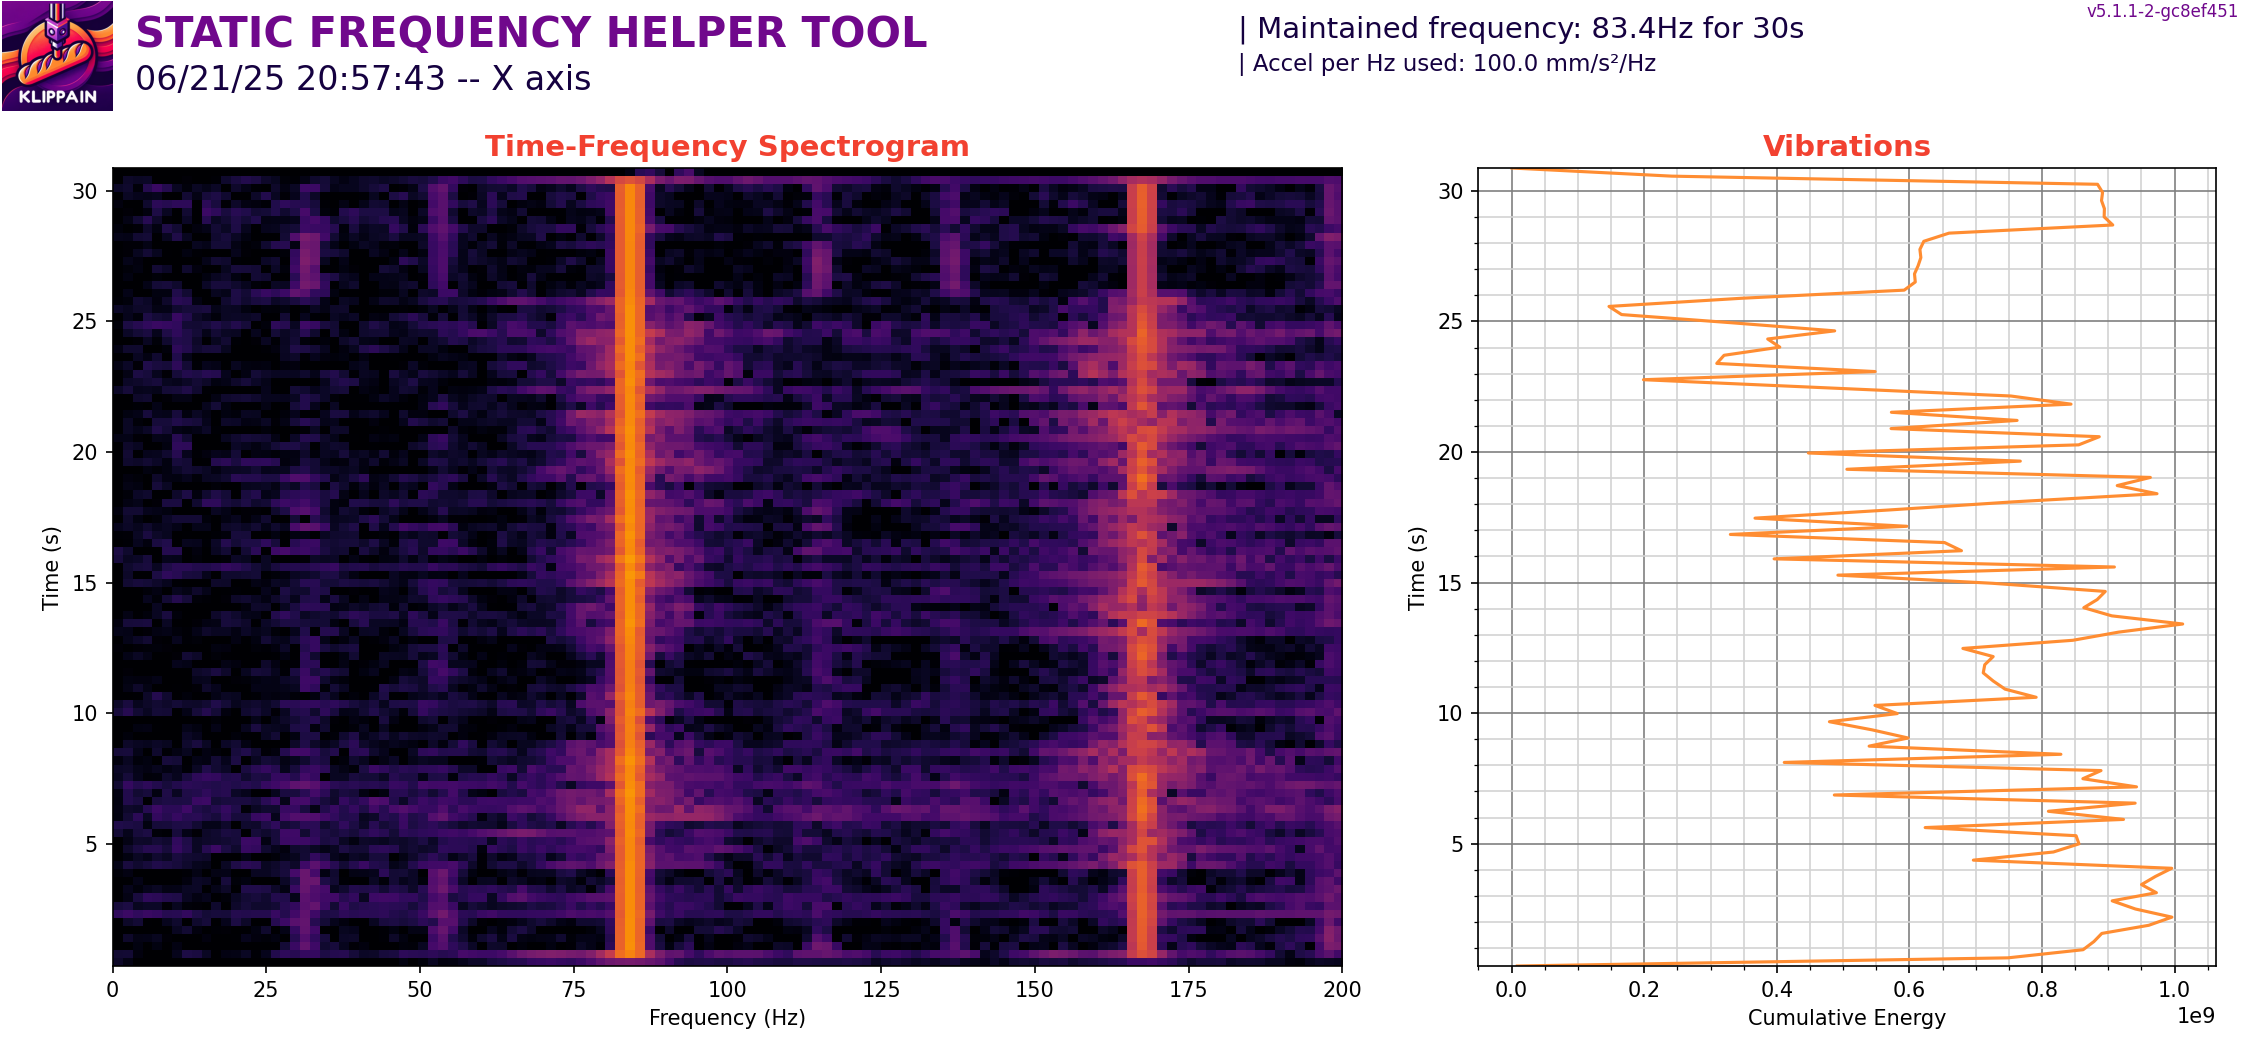 STATIC FREQUENCY HELPER TOOL
06/21/25 20:57:43 -- X axis
| Maintained frequency: 83.4Hz for 30s
| Accel per Hz used: 100.0 mm/s²/Hz
v5.1.1-2-gc8ef451
KLIPPAIN
Time-Frequency Spectrogram
30
25
20
15
10
5
Time (s)
0 25 50 75 100 125 150 175 200
Frequency (Hz)
Vibrations
30
25
20
15
10
5
Time (s)
0.0 0.2 0.4 0.6 0.8 1.0
1e9
Cumulative Energy